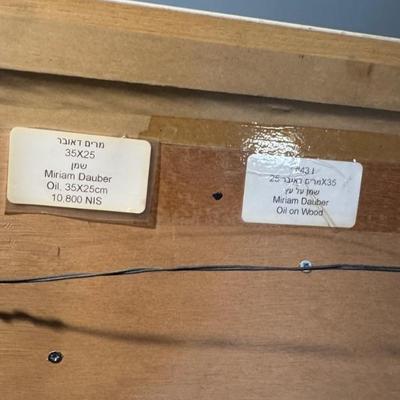 מרים דאובר
35X25
שמן
Miriam Dauber
Oil, 35X25cm
10,800 NIS
#43 I
מרים דאובר 25X35
שמן על עץ
Miriam Dauber
Oil on Wood